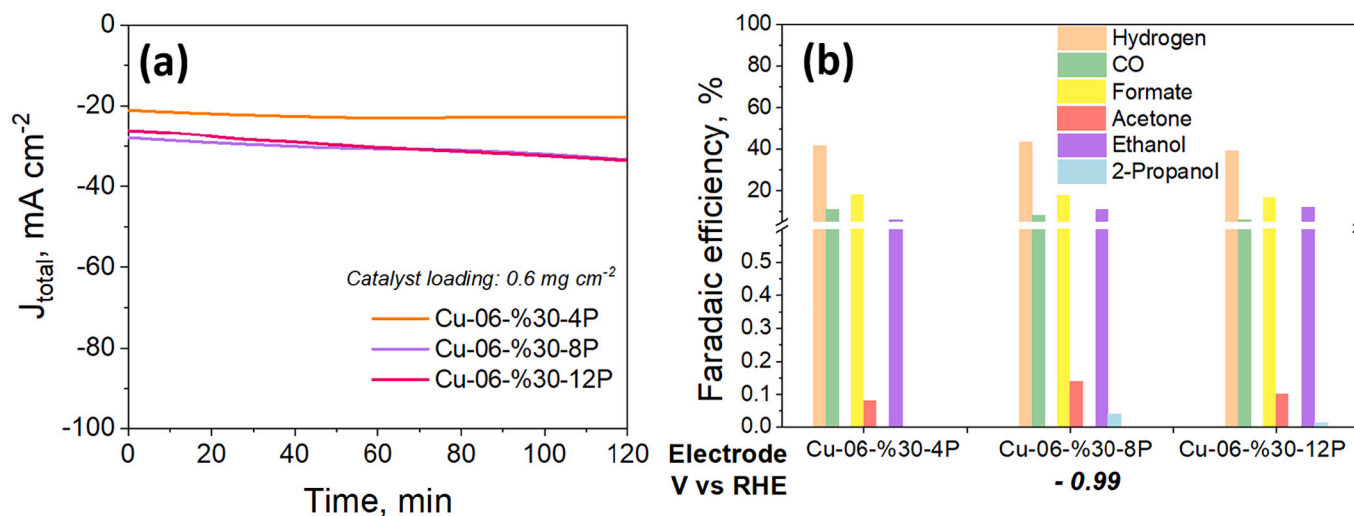 (a)
J_total, mA cm⁻²
0
-20
-40
-60
-80
-100
Catalyst loading: 0.6 mg cm⁻²
Cu-06-%30-4P
Cu-06-%30-8P
Cu-06-%30-12P
0 20 40 60 80 100 120
Time, min
(b)
Faradaic efficiency, %
100
80
60
40
20
0.5
0.4
0.3
0.2
0.1
0.0
Hydrogen
CO
Formate
Acetone
Ethanol
2-Propanol
Electrode Cu-06-%30-4P Cu-06-%30-8P Cu-06-%30-12P
V vs RHE - 0.99